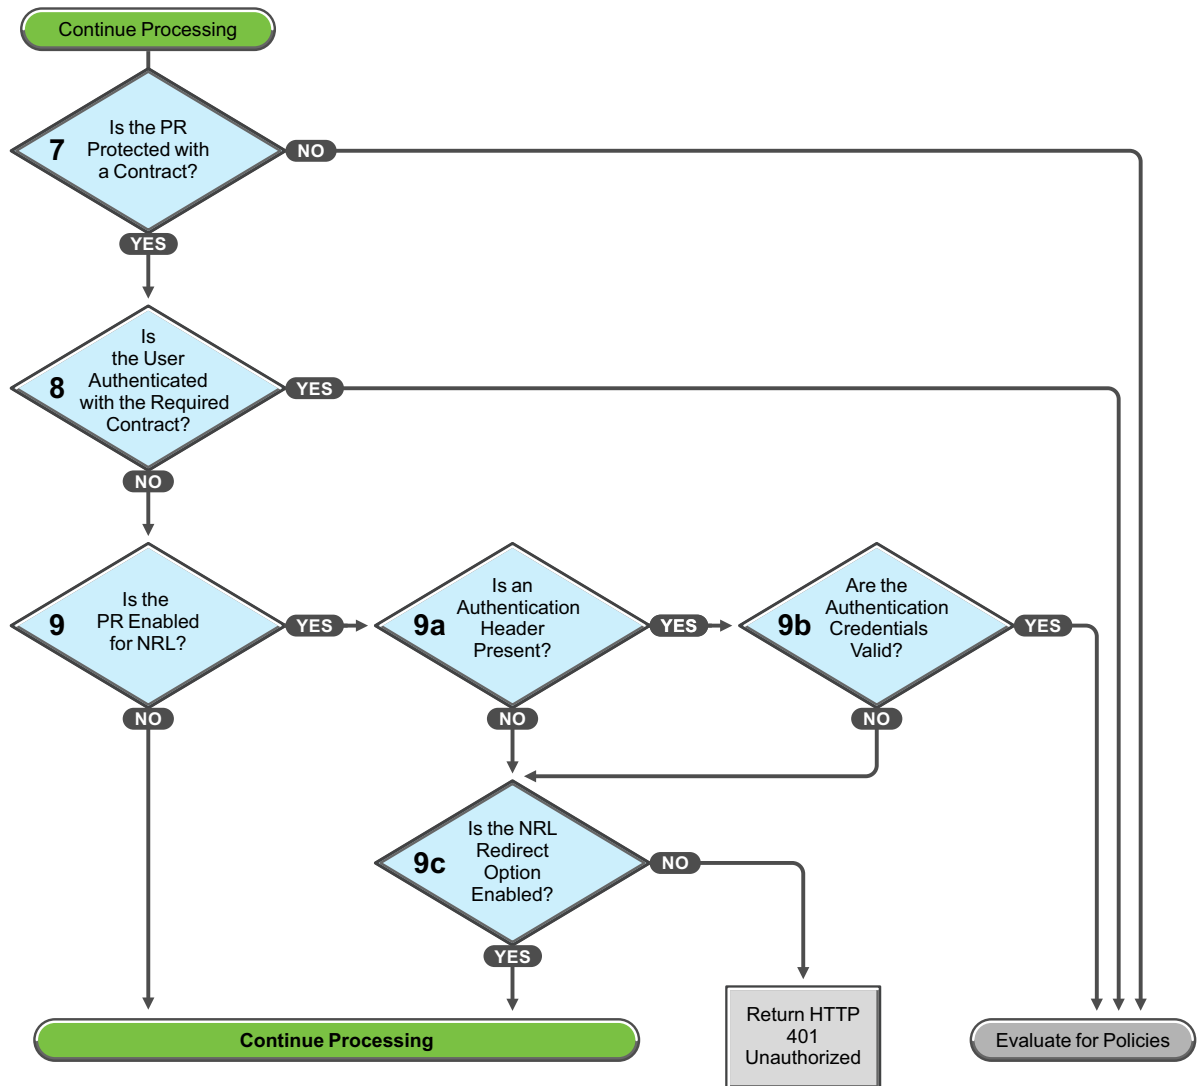 Continue Processing
7
Is the PR
Protected with
a Contract?
NO
YES
8
Is
the User
Authenticated
with the Required
Contract?
YES
NO
9
Is the
PR Enabled
for NRL?
YES
9a
Is an
Authentication
Header
Present?
YES
9b
Are the
Authentication
Credentials
Valid?
YES
NO
NO
NO
9c
Is the NRL
Redirect
Option
Enabled?
NO
YES
Continue Processing
Return HTTP
401
Unauthorized
Evaluate for Policies